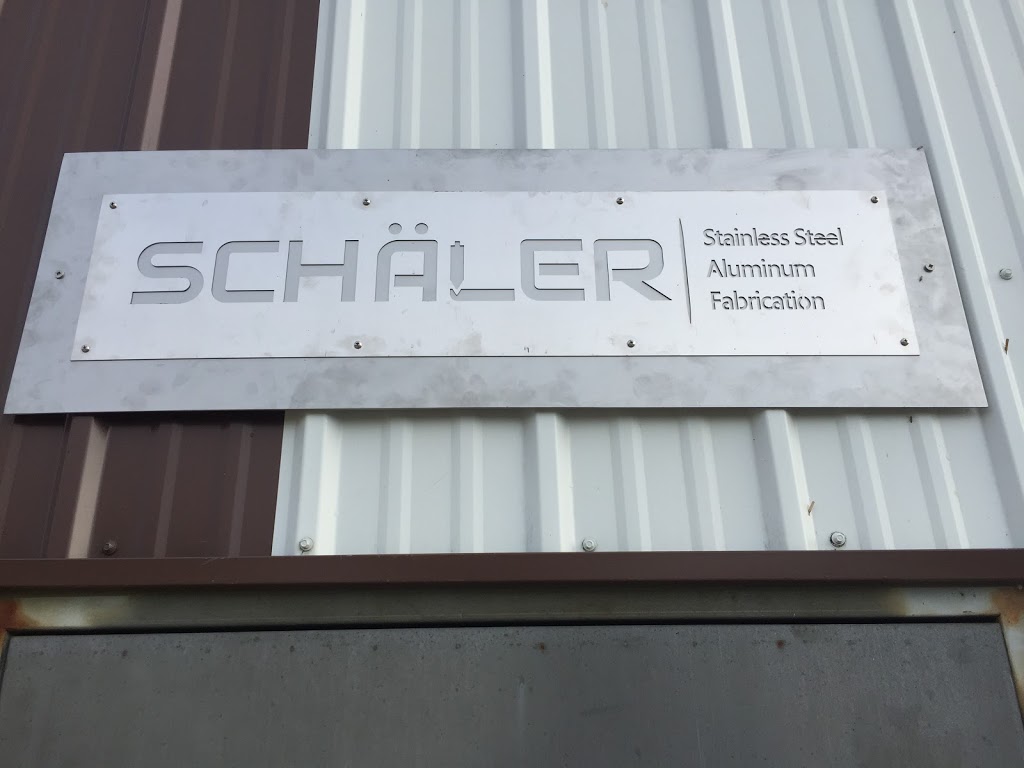 SCHÄLER
Stainless Steel
Aluminum
Fabrication